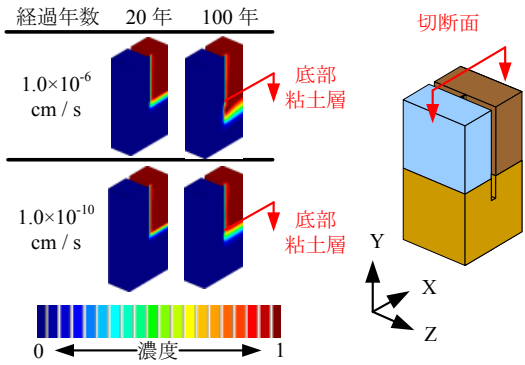 経過年数 20 年 100 年
1.0×10-6
cm / s
底部
粘土層
1.0×10-10
cm / s
底部
粘土層
0 濃度 1
切断面
Y
X
Z